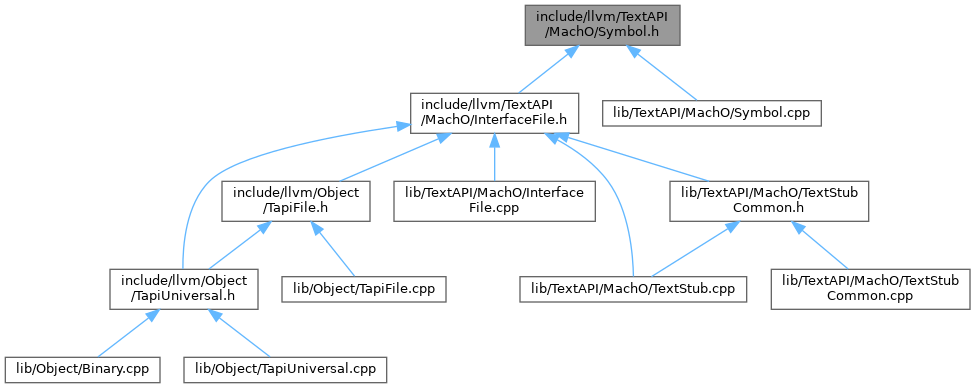 include/llvm/TextAPI
/MachO/Symbol.h
include/llvm/TextAPI
/MachO/InterfaceFile.h
lib/TextAPI/MachO/Symbol.cpp
include/llvm/Object
/TapiFile.h
lib/TextAPI/MachO/Interface
File.cpp
lib/TextAPI/MachO/TextStub
Common.h
include/llvm/Object
/TapiUniversal.h
lib/Object/TapiFile.cpp
lib/TextAPI/MachO/TextStub.cpp
lib/TextAPI/MachO/TextStub
Common.cpp
lib/Object/Binary.cpp
lib/Object/TapiUniversal.cpp